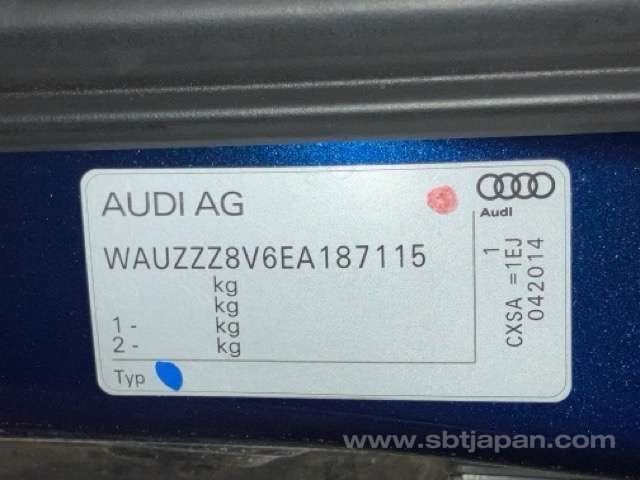 AUDI AG
Audi
WAUZZZ8V6EA187115
kg
kg
1 - kg
2 - kg
Typ
1
CXSA =1EJ
042014
www.sbtjapan.com